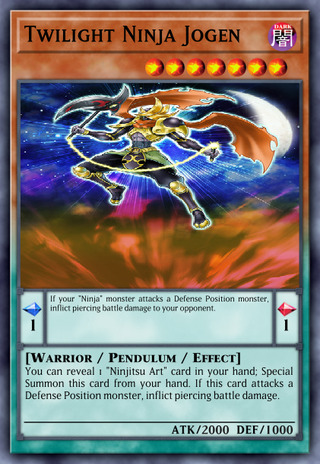 Twilight Ninja Jogen
DARK
闇
If your "Ninja" monster attacks a Defense Position monster,
inflict piercing battle damage to your opponent.
1
1
[Warrior / Pendulum / Effect]
You can reveal 1 "Ninjitsu Art" card in your hand; Special
Summon this card from your hand. If this card attacks a
Defense Position monster, inflict piercing battle damage.
ATK/2000 DEF/1000